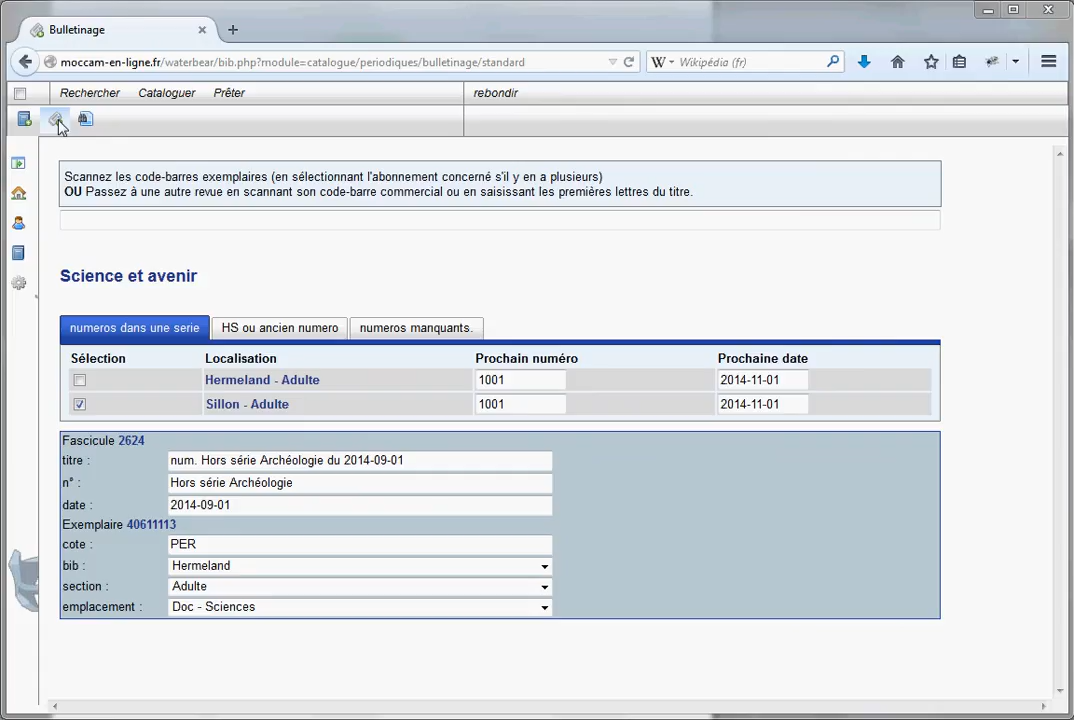 Bulletinage
moccam-en-ligne.fr/waterbear/bib.php?module=catalogue/periodiques/bulletinage/standard
W Wikipédia (fr)
Rechercher Cataloguer Prêter rebondir
Scannez les code-barres exemplaires (en sélectionnant l'abonnement concerné s'il y en a plusieurs)
OU Passez à une autre revue en scannant son code-barre commercial ou en saisissant les premières lettres du titre.
Science et avenir
numeros dans une serie HS ou ancien numero numeros manquants.
Sélection Localisation Prochain numéro Prochaine date
Hermeland - Adulte 1001 2014-11-01
Sillon - Adulte 1001 2014-11-01
Fascicule 2624
titre : num. Hors série Archéologie du 2014-09-01
n° : Hors série Archéologie
date : 2014-09-01
Exemplaire 40611113
cote : PER
bib : Hermeland
section : Adulte
emplacement : Doc - Sciences